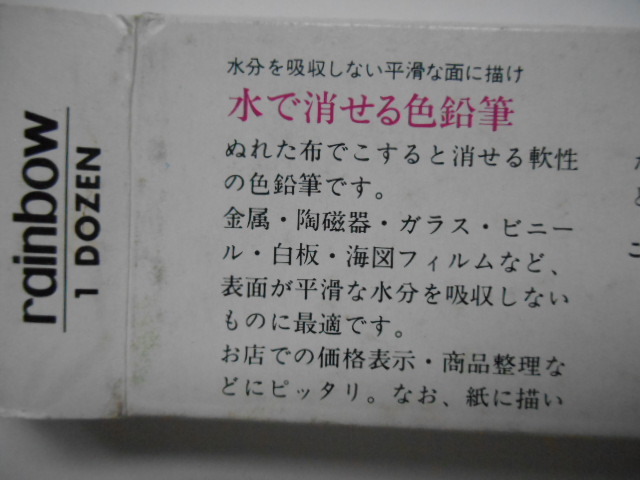 rainbow
1 DOZEN
水分を吸収しない平滑な面に描け
水で消せる色鉛筆
ぬれた布でこすると消せる軟性
の色鉛筆です。
金属・陶磁器・ガラス・ビニー
ル・白板・海図フィルムなど、
表面が平滑な水分を吸収しない
ものに最適です。
お店での価格表示・商品整理な
どにピッタリ。なお、紙に描い